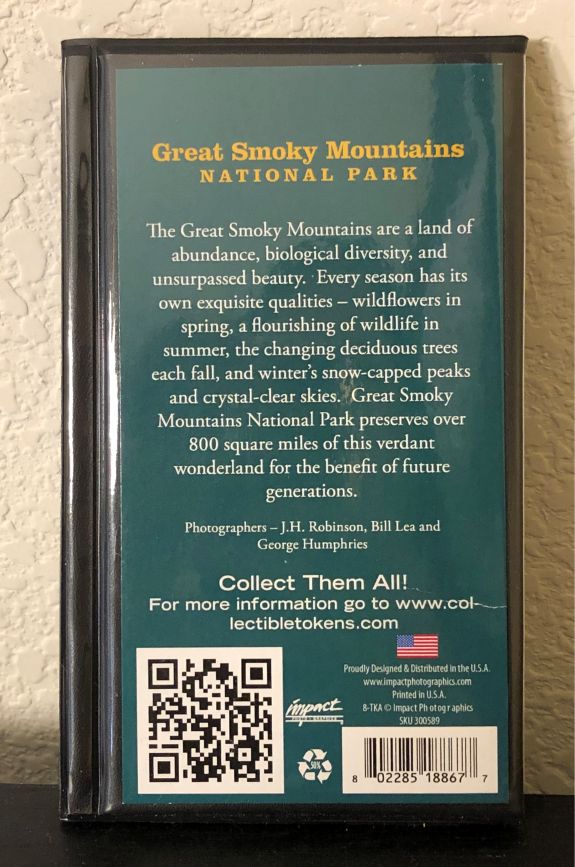 Great Smoky Mountains
NATIONAL PARK
The Great Smoky Mountains are a land of
abundance, biological diversity, and
unsurpassed beauty. Every season has its
own exquisite qualities – wildflowers in
spring, a flourishing of wildlife in
summer, the changing deciduous trees
each fall, and winter's snow-capped peaks
and crystal-clear skies. Great Smoky
Mountains National Park preserves over
800 square miles of this verdant
wonderland for the benefit of future
generations.
Photographers – J.H. Robinson, Bill Lea and
George Humphries
Collect Them All!
For more information go to www.col-
lectibletokens.com
Proudly Designed & Distributed in the U.S.A.
www.impactphotographics.com
Printed in U.S.A.
8-TKA © Impact Photographics
SKU 300589
impact
PHOTO-GRAPHICS
50%
8 02285 18867 7